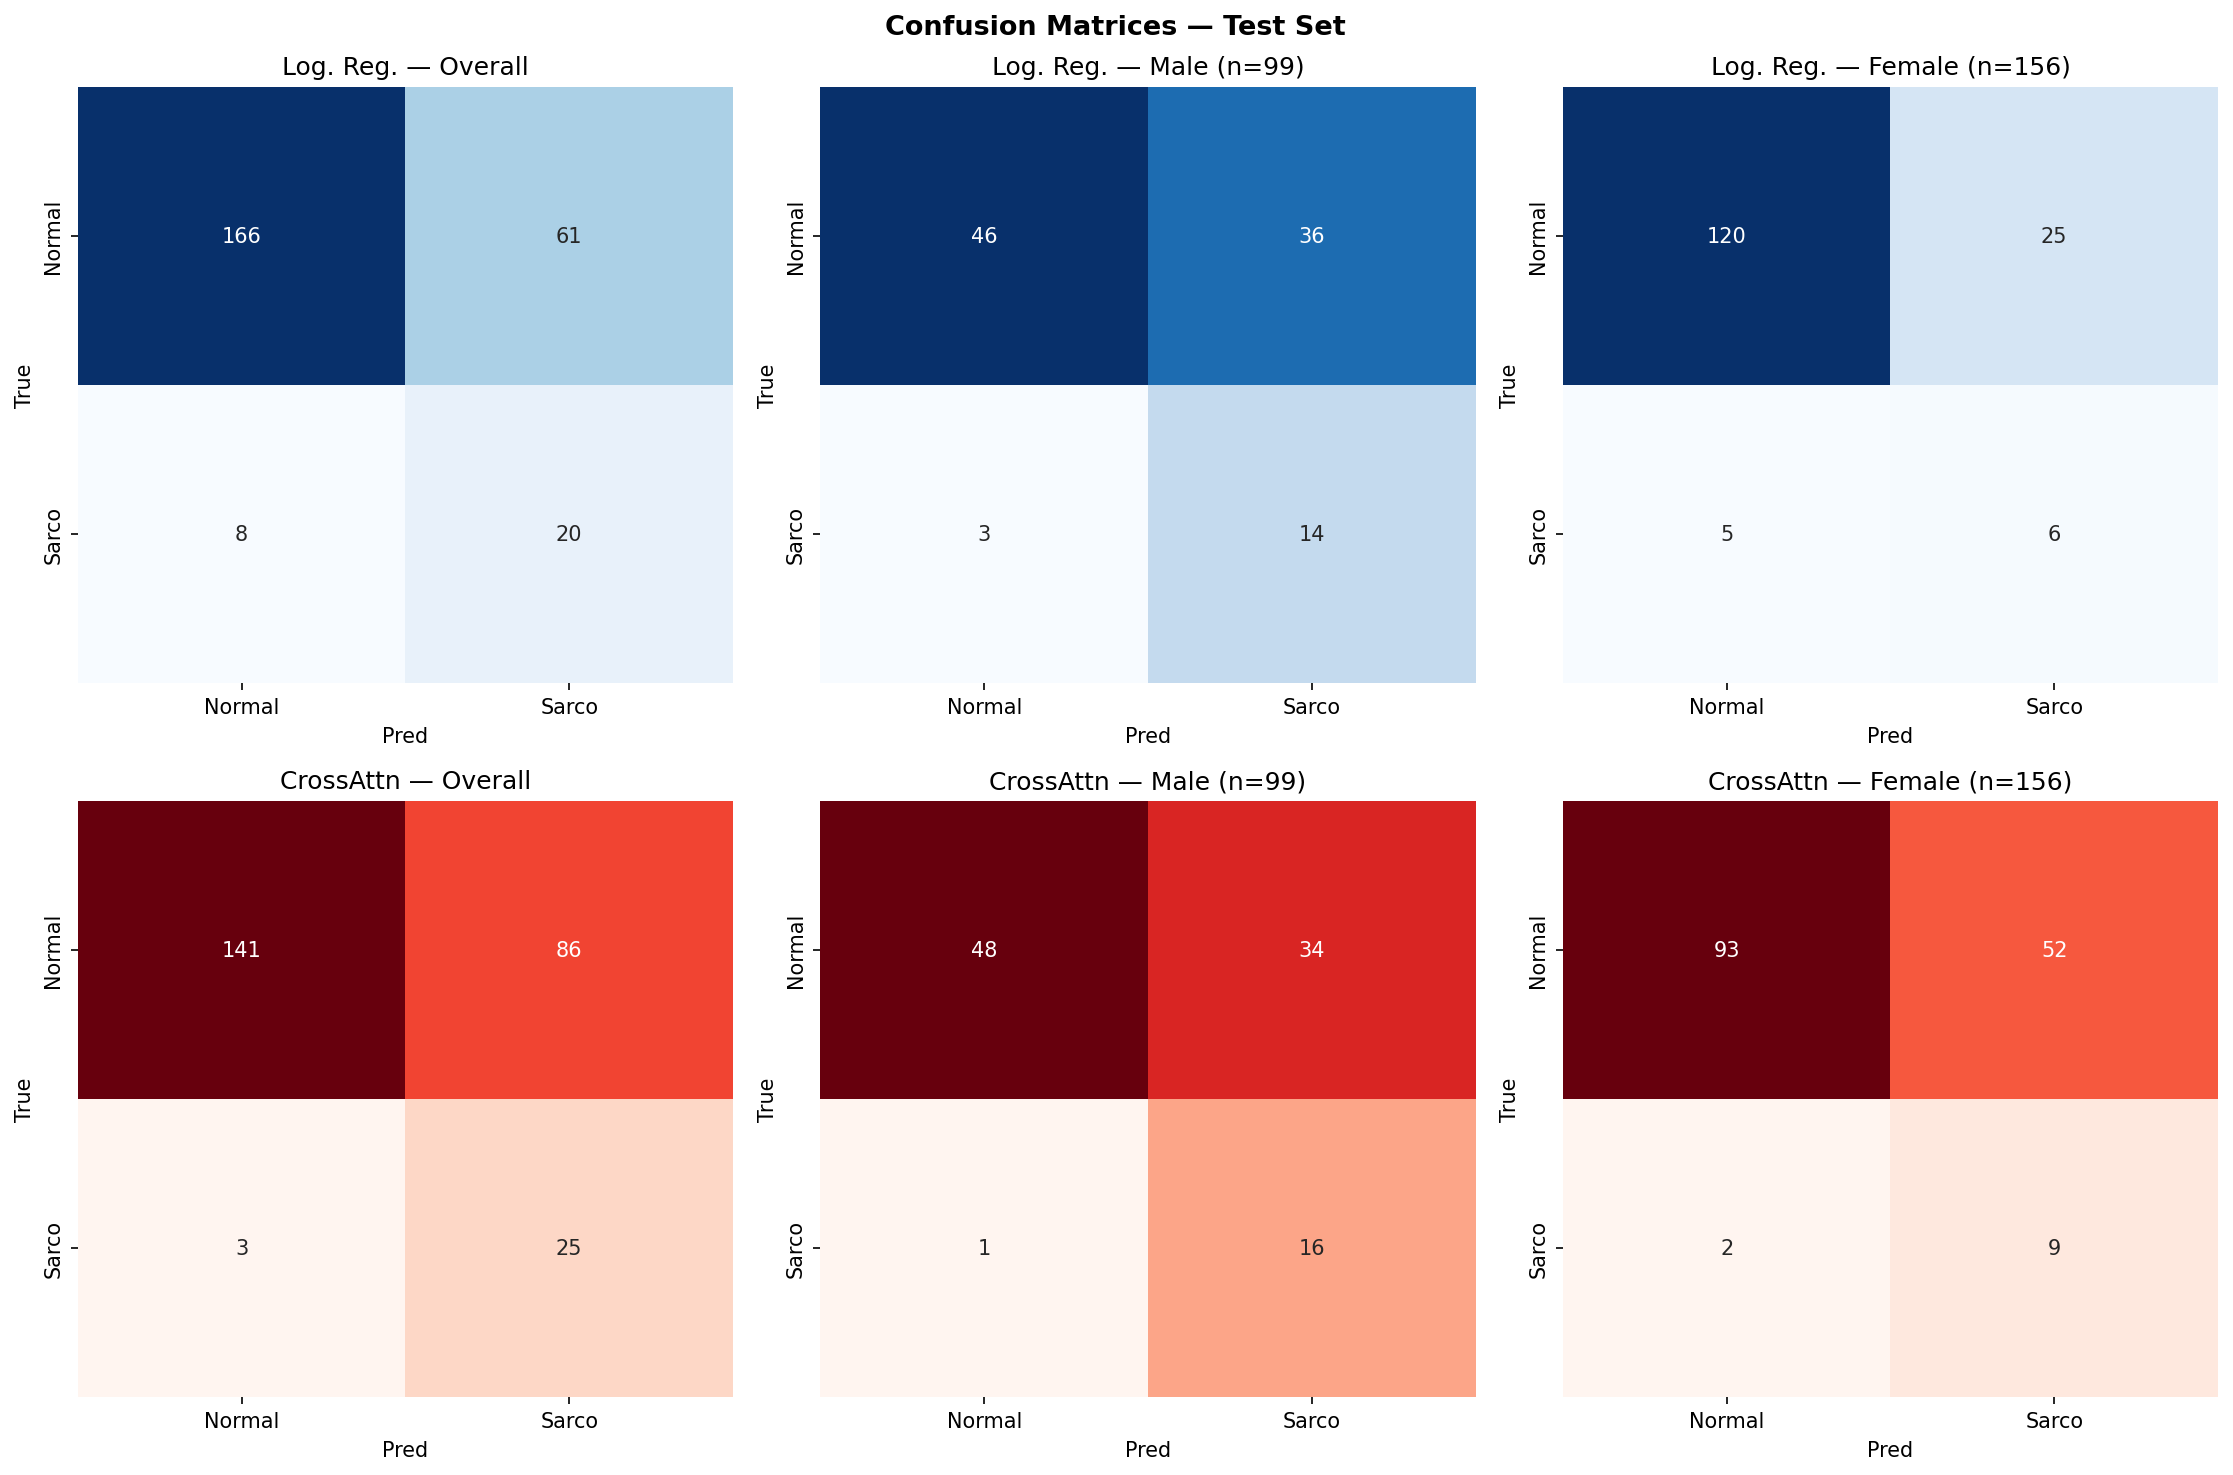 Confusion Matrices — Test Set
Log. Reg. — Overall
True
Normal
166
61
Sarco
8
20
Normal
Sarco
Pred
Log. Reg. — Male (n=99)
True
Normal
46
36
Sarco
3
14
Normal
Sarco
Pred
Log. Reg. — Female (n=156)
True
Normal
120
25
Sarco
5
6
Normal
Sarco
Pred
CrossAttn — Overall
True
Normal
141
86
Sarco
3
25
Normal
Sarco
Pred
CrossAttn — Male (n=99)
True
Normal
48
34
Sarco
1
16
Normal
Sarco
Pred
CrossAttn — Female (n=156)
True
Normal
93
52
Sarco
2
9
Normal
Sarco
Pred